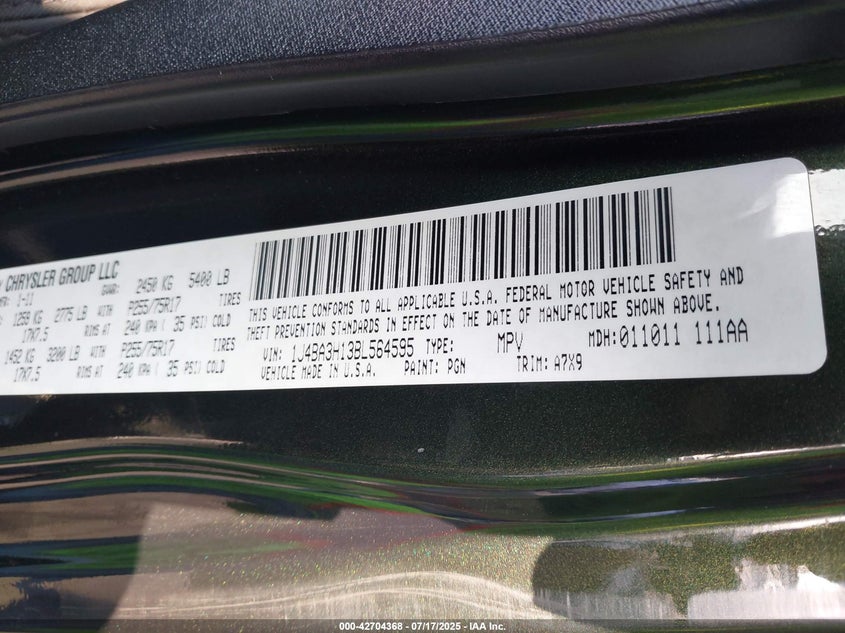 Y CHRYSLER GROUP LLC
1-11 GVWR: 2450 KG 5400 LB
1259 KG 2775 LB WITH P255/75R17 TIRES
17X7.5 RIMS AT 240 KPA ( 35 PSI) COLD
1452 KG 3200 LB WITH P255/75R17 TIRES
17X7.5 RIMS AT 240 KPA ( 35 PSI) COLD
THIS VEHICLE CONFORMS TO ALL APPLICABLE U.S.A. FEDERAL MOTOR VEHICLE SAFETY AND
THEFT PREVENTION STANDARDS IN EFFECT ON THE DATE OF MANUFACTURE SHOWN ABOVE.
VIN: 1J4BA3H13BL564595 TYPE: MPV MDH:011011 111AA
VEHICLE MADE IN U.S.A. PAINT: PGN TRIM: A7X9
000-42704368 - 07/17/2025 - IAA Inc.